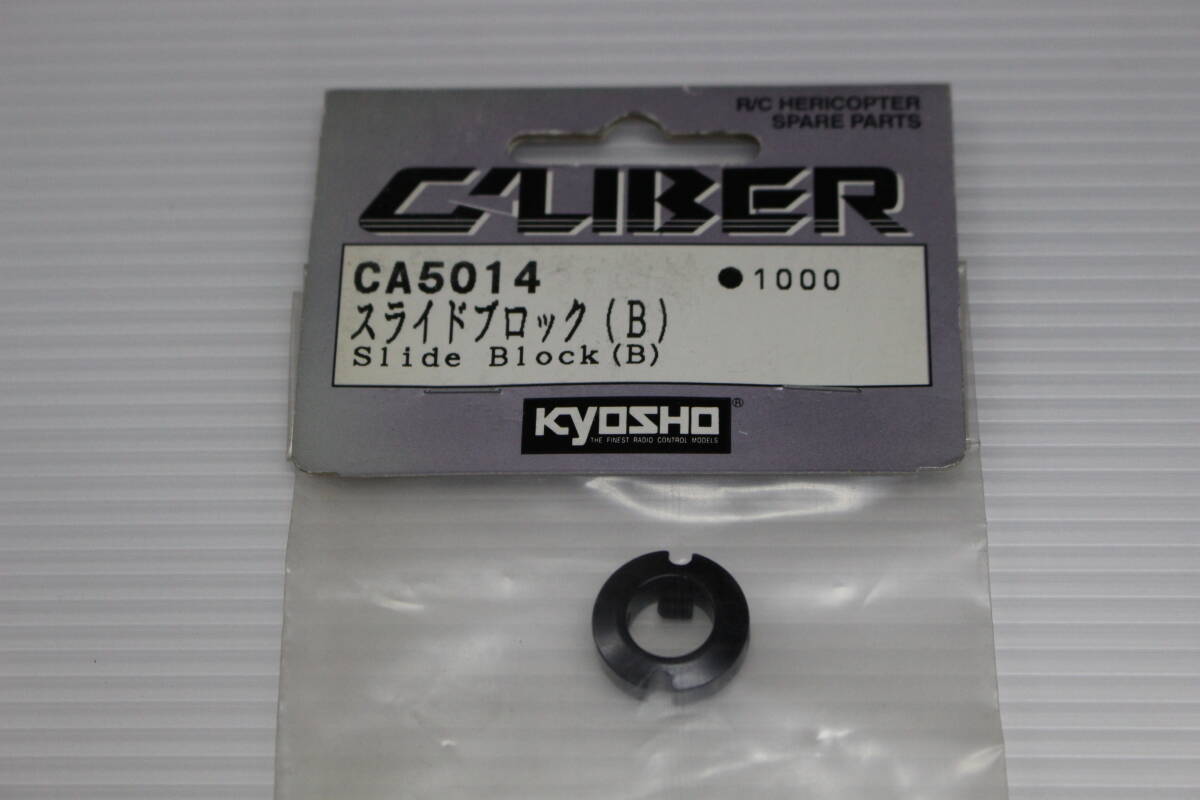 R/C HERICOPTER
SPARE PARTS
CALIBER
CA5014 ●1000
スライドブロック(B)
Slide Block(B)
KYOSHO®
THE FINEST RADIO CONTROL MODELS